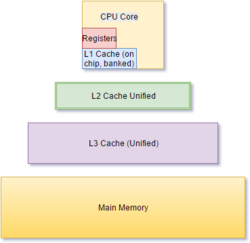 CPU Core
Registers
L1 Cache (on
chip, banked)
L2 Cache Unified
L3 Cache (Unified)
Main Memory